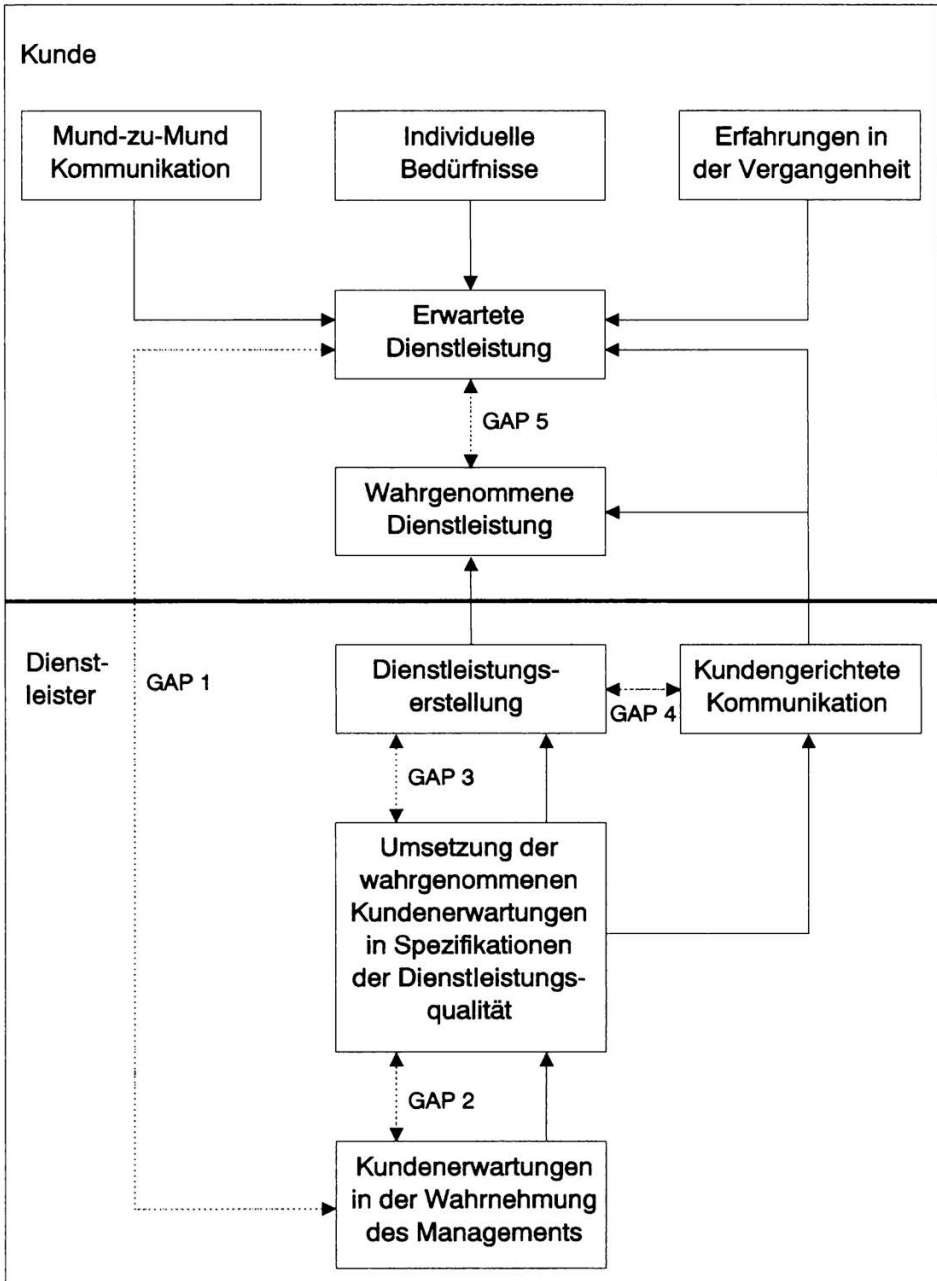 Kunde
Mund-zu-Mund
Kommunikation
Individuelle
Bedürfnisse
Erfahrungen in
der Vergangenheit
Erwartete
Dienstleistung
GAP 5
Wahrgenommene
Dienstleistung
Dienst-
leister
GAP 1
Dienstleistungs-
erstellung
GAP 4
Kundengerichtete
Kommunikation
GAP 3
Umsetzung der
wahrgenommenen
Kundenerwartungen
in Spezifikationen
der Dienstleistungs-
qualität
GAP 2
Kundenerwartungen
in der Wahrnehmung
des Managements